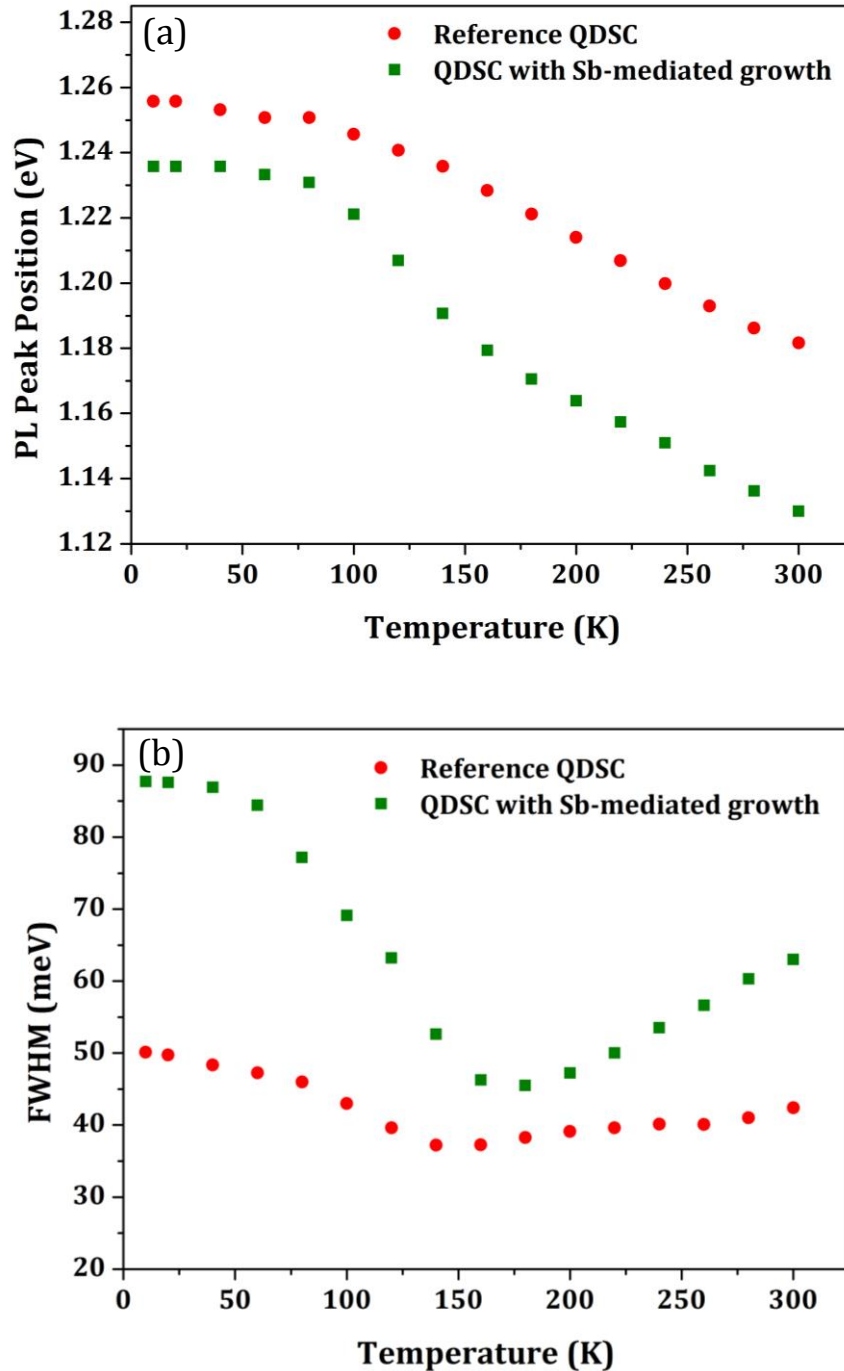 (a)
Reference QDSC
QDSC with Sb-mediated growth
PL Peak Position (eV)
1.28
1.26
1.24
1.22
1.20
1.18
1.16
1.14
1.12
0 50 100 150 200 250 300
Temperature (K)
(b)
Reference QDSC
QDSC with Sb-mediated growth
FWHM (meV)
90
80
70
60
50
40
30
20
0 50 100 150 200 250 300
Temperature (K)